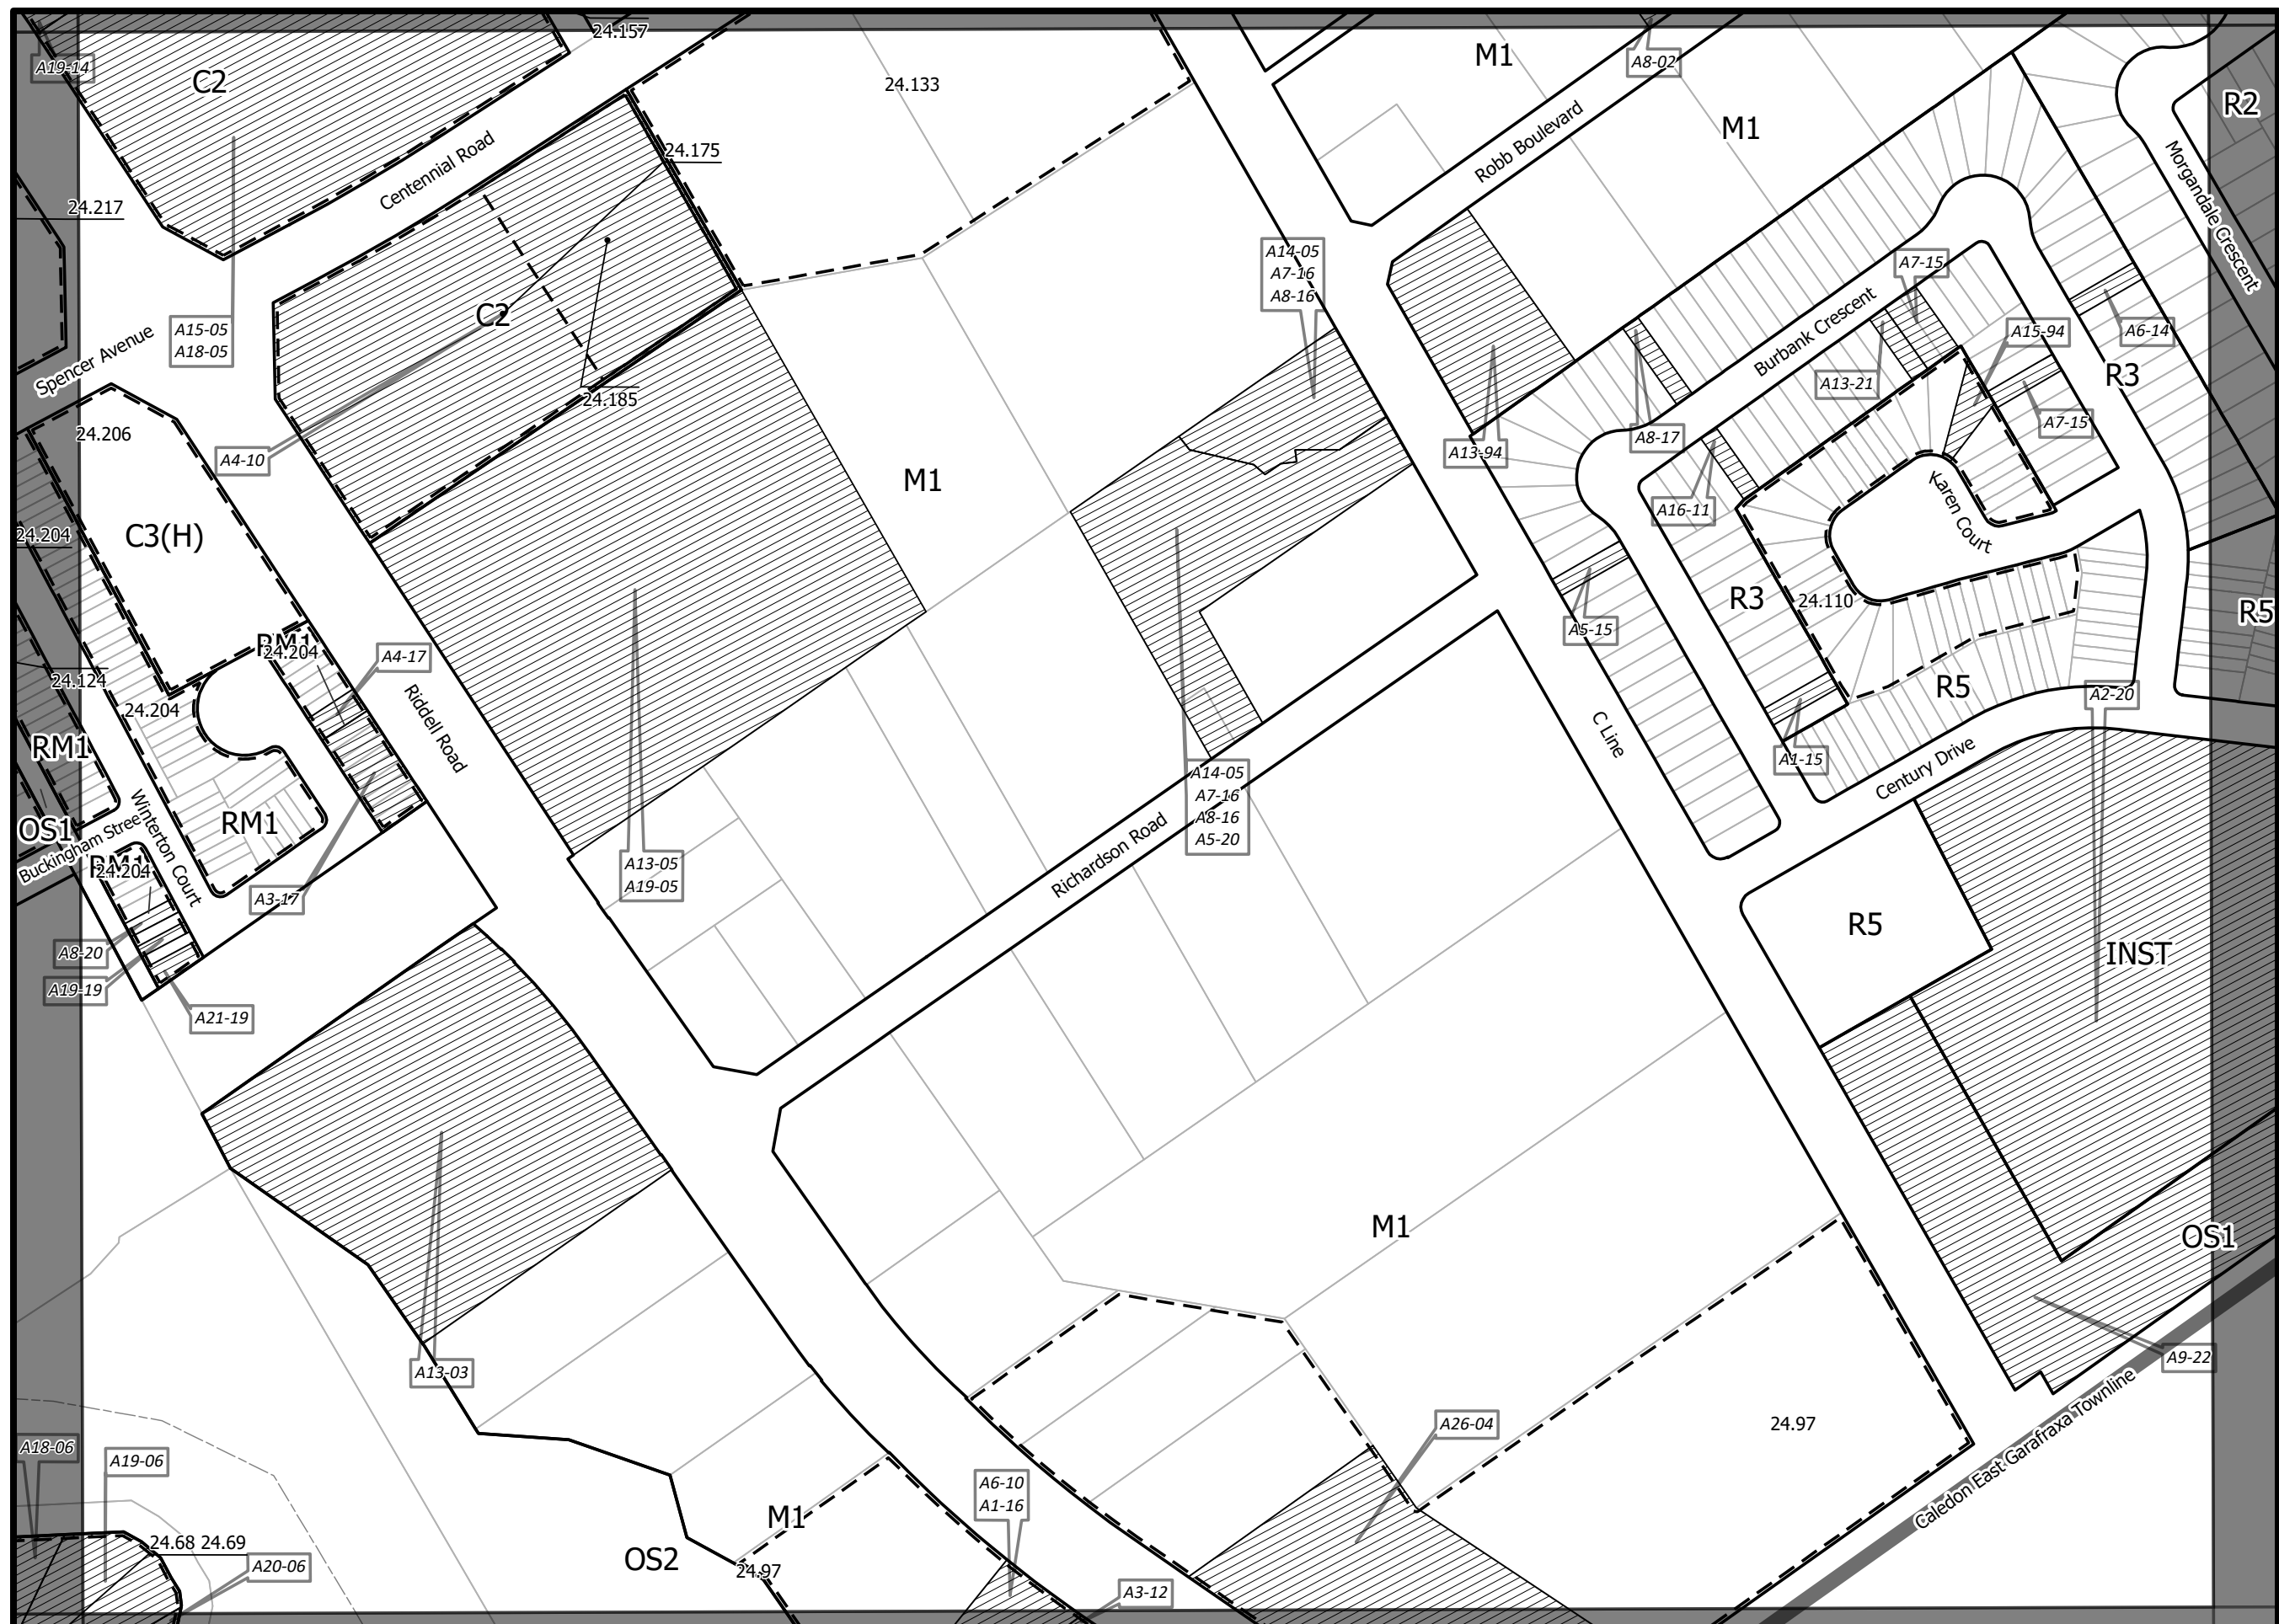 24.157
A19-14
C2
24.133
M1
A8-02
M1
R2
Centennial Road
24.175
Robb Boulevard
Morgandale Crescent
24.217
A14-05
A7-16
A8-16
A7-15
C2
Burbank Crescent
A15-05
A18-05
Spencer Avenue
A15-94
A6-14
R3
A13-21
24.185
24.206
A4-10
A13-94
A8-17
A7-15
M1
A16-11
Karen Court
24.204
C3(H)
R3
24.110
R5
A5-15
RM1
24.204
A4-17
24.124
24.204
Riddell Road
R5
A2-20
RM1
C Line
A1-15
Century Drive
A14-05
A7-16
A8-16
A5-20
OS1
Buckingham Street
Winterton Court
RM1
RM1
24.204
A13-05
A19-05
Richardson Road
A3-17
R5
INST
A8-20
A19-19
A21-19
M1
OS1
A13-03
A9-22
A26-04
24.97
Caledon East Garafraxa Townline
A18-06
A19-06
A6-10
A1-16
M1
24.68 24.69
OS2
24.97
A20-06
A3-12